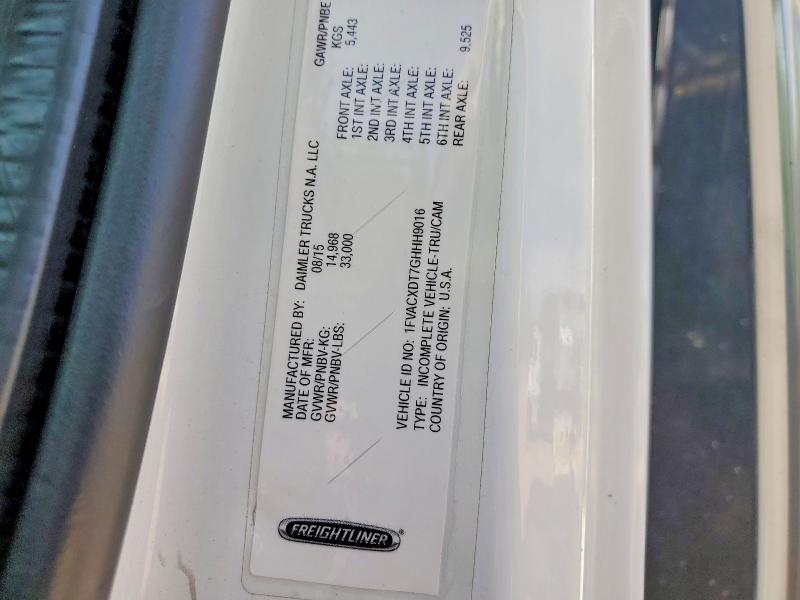 FREIGHTLINER®
MANUFACTURED BY: DAIMLER TRUCKS N.A. LLC
DATE OF MFR: 08/15
GVWR/PNBV-KG: 14,968
GVWR/PNBV-LBS: 33,000
VEHICLE ID NO: 1FVACXDT7GHHH9016
TYPE: INCOMPLETE VEHICLE-TRU/CAM
COUNTRY OF ORIGIN: U.S.A.
GAWR/PNBE
KGS
FRONT AXLE: 5,443
1ST INT AXLE:
2ND INT AXLE:
3RD INT AXLE:
4TH INT AXLE:
5TH INT AXLE:
6TH INT AXLE:
REAR AXLE: 9,525